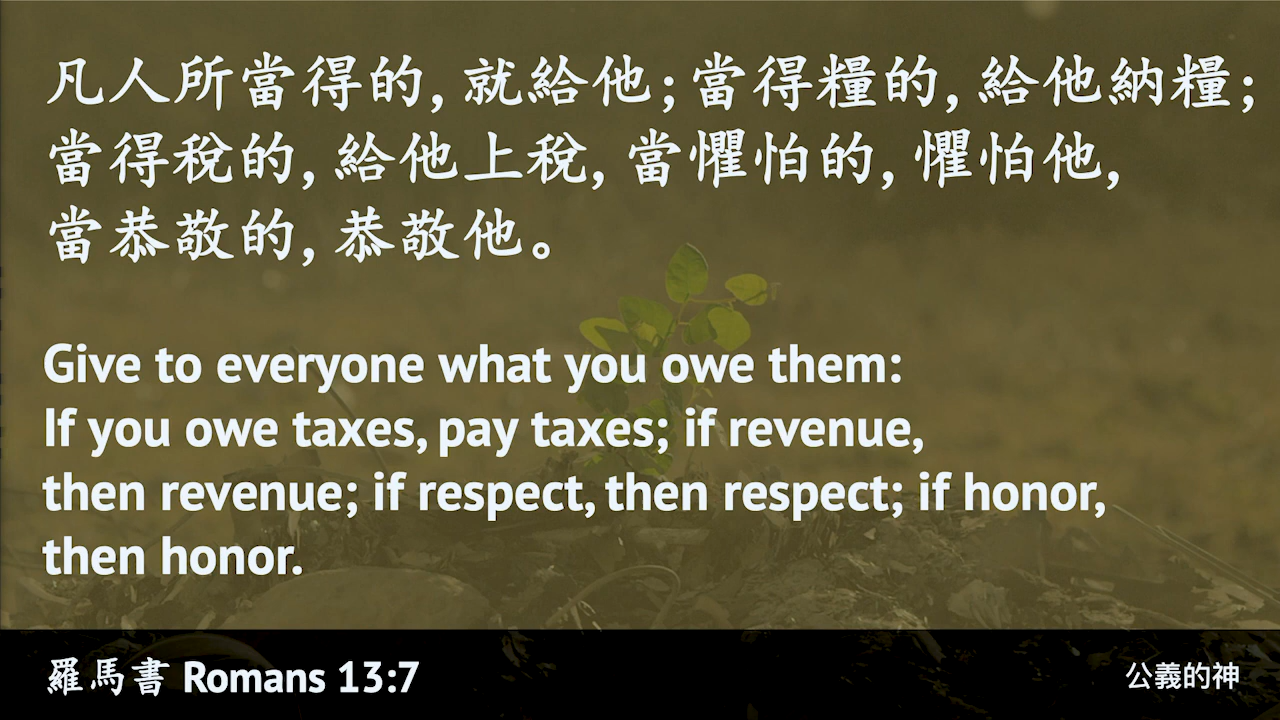 凡人所當得的,就給他;當得糧的,給他納糧;
當得稅的,給他上稅,當懼怕的,懼怕他,
當恭敬的,恭敬他。
Give to everyone what you owe them:
If you owe taxes, pay taxes; if revenue,
then revenue; if respect, then respect; if honor,
then honor.
羅馬書 Romans 13:7
公義的神